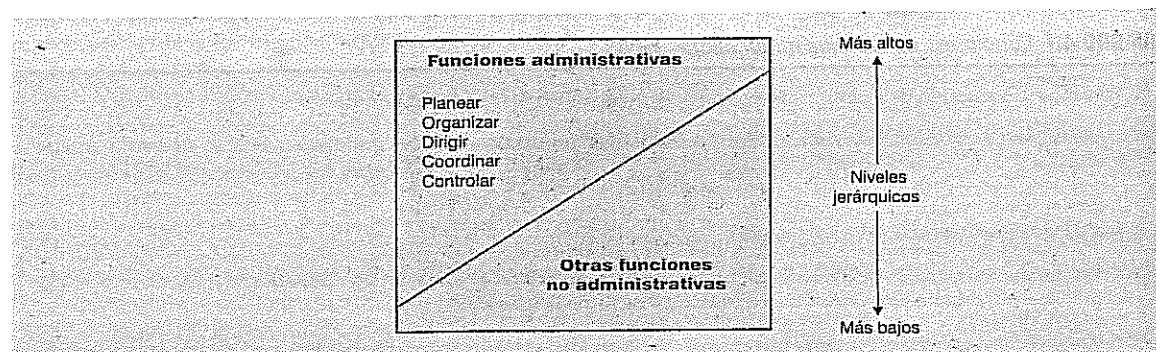 Funciones administrativas
Planear
Organizar
Dirigir
Coordinar
Controlar
Otras funciones
no administrativas
Más altos
Niveles
jerárquicos
Más bajos